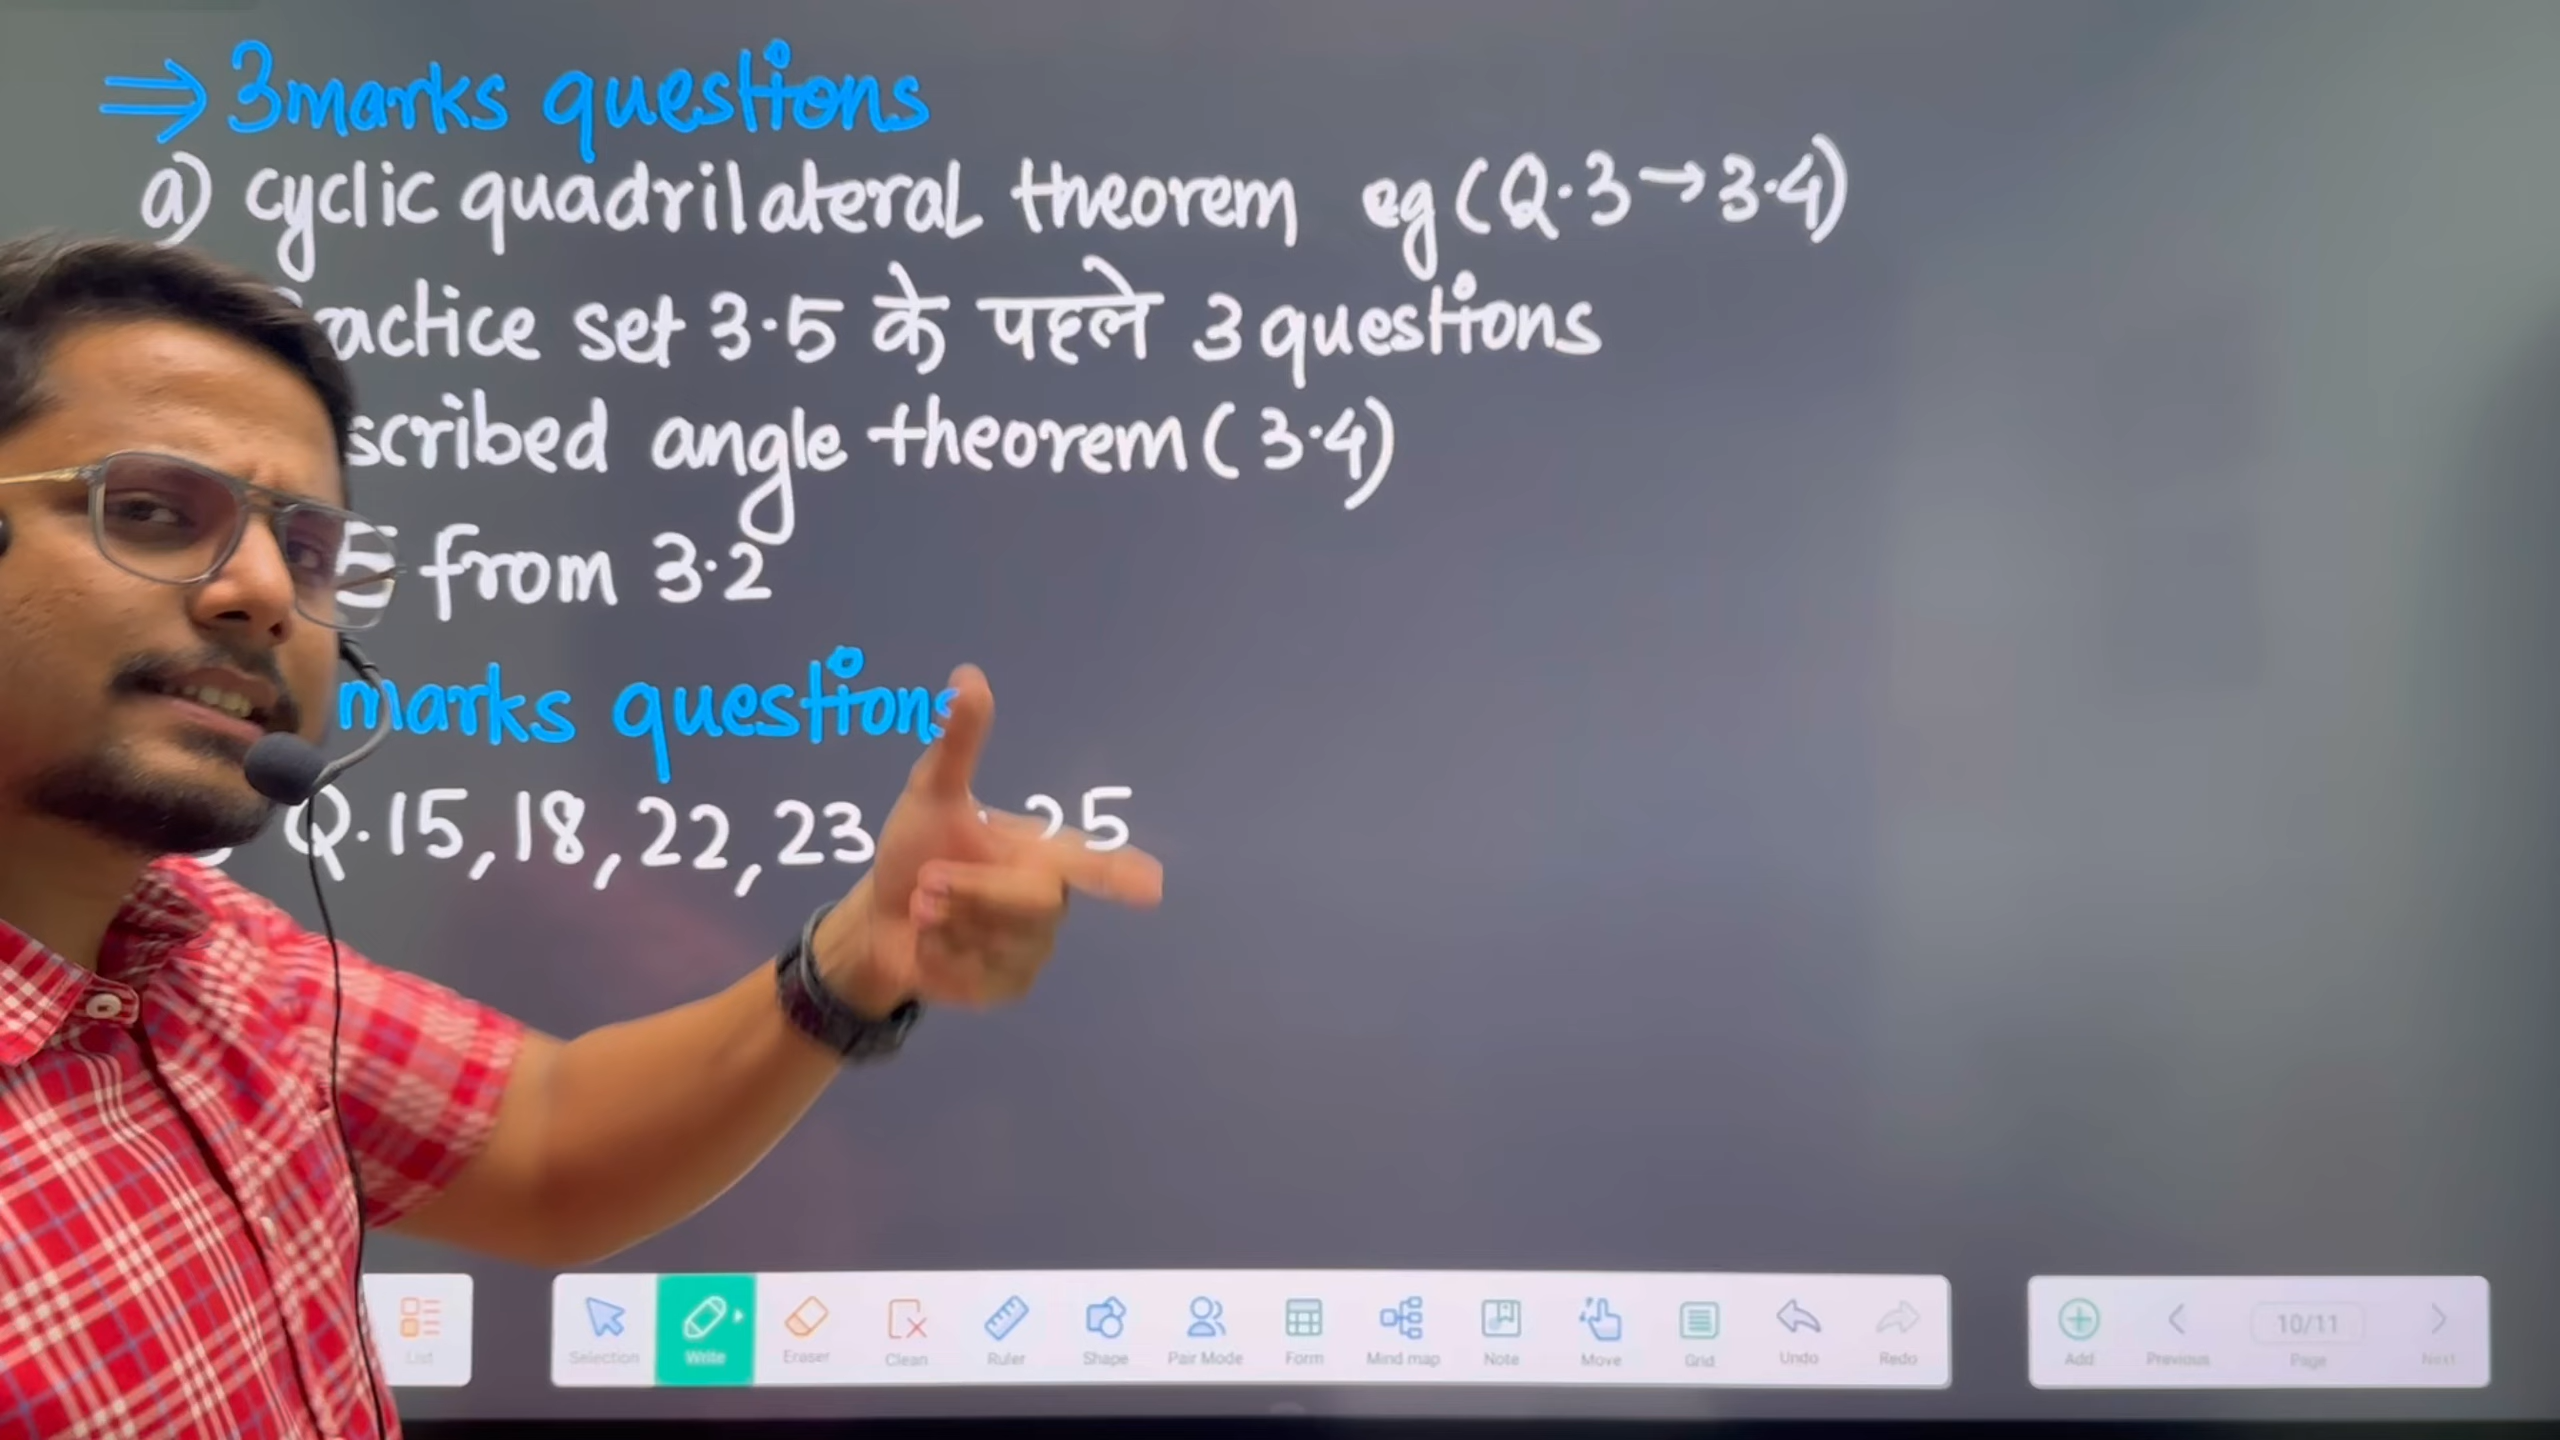 ⇒ 3marks questions
a) cyclic quadrilateral theorem eg (Q.3→3.4)
actice set 3.5 के पहले 3 questions
scribed angle theorem (3.4)
5 from 3.2
marks questions
Q.15, 18, 22, 23 25
List Selection Write Eraser Clean Ruler Shape Pair Mode Form Mind map Note Move Grid Undo Redo Add Previous 10/11 Page Next